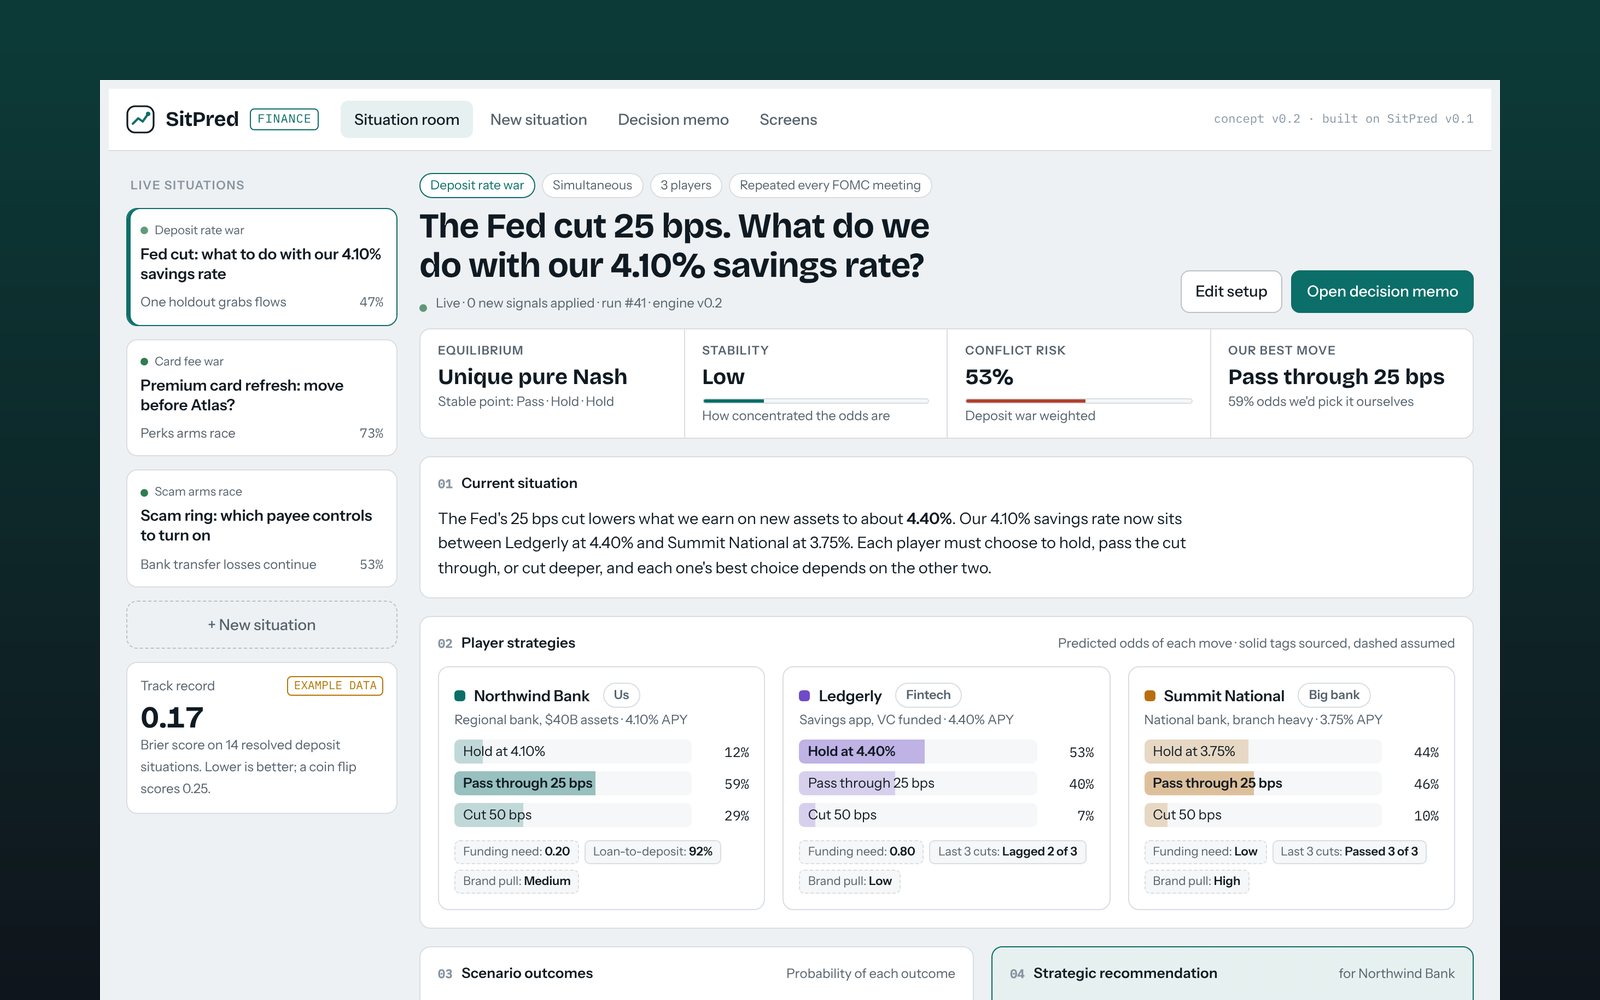 SitPred
FINANCE
Situation room
New situation
Decision memo
Screens
concept v0.2 · built on SitPred v0.1
LIVE SITUATIONS
Deposit rate war
Fed cut: what to do with our 4.10%
savings rate
One holdout grabs flows 47%
Card fee war
Premium card refresh: move
before Atlas?
Perks arms race 73%
Scam arms race
Scam ring: which payee controls
to turn on
Bank transfer losses continue 53%
+ New situation
Track record
EXAMPLE DATA
0.17
Brier score on 14 resolved deposit
situations. Lower is better; a coin flip
scores 0.25.
Deposit rate war
Simultaneous
3 players
Repeated every FOMC meeting
The Fed cut 25 bps. What do we
do with our 4.10% savings rate?
Live · 0 new signals applied · run #41 · engine v0.2
Edit setup
Open decision memo
EQUILIBRIUM
Unique pure Nash
Stable point: Pass · Hold · Hold
STABILITY
Low
How concentrated the odds are
CONFLICT RISK
53%
Deposit war weighted
OUR BEST MOVE
Pass through 25 bps
59% odds we'd pick it ourselves
01 Current situation
The Fed's 25 bps cut lowers what we earn on new assets to about 4.40%. Our 4.10% savings rate now sits
between Ledgerly at 4.40% and Summit National at 3.75%. Each player must choose to hold, pass the cut
through, or cut deeper, and each one's best choice depends on the other two.
02 Player strategies
Predicted odds of each move · solid tags sourced, dashed assumed
Northwind Bank
Us
Regional bank, $40B assets · 4.10% APY
Hold at 4.10% 12%
Pass through 25 bps 59%
Cut 50 bps 29%
Funding need: 0.20
Loan-to-deposit: 92%
Brand pull: Medium
Ledgerly
Fintech
Savings app, VC funded · 4.40% APY
Hold at 4.40% 53%
Pass through 25 bps 40%
Cut 50 bps 7%
Funding need: 0.80
Last 3 cuts: Lagged 2 of 3
Brand pull: Low
Summit National
Big bank
National bank, branch heavy · 3.75% APY
Hold at 3.75% 44%
Pass through 25 bps 46%
Cut 50 bps 10%
Funding need: Low
Last 3 cuts: Passed 3 of 3
Brand pull: High
03 Scenario outcomes
Probability of each outcome
04 Strategic recommendation
for Northwind Bank